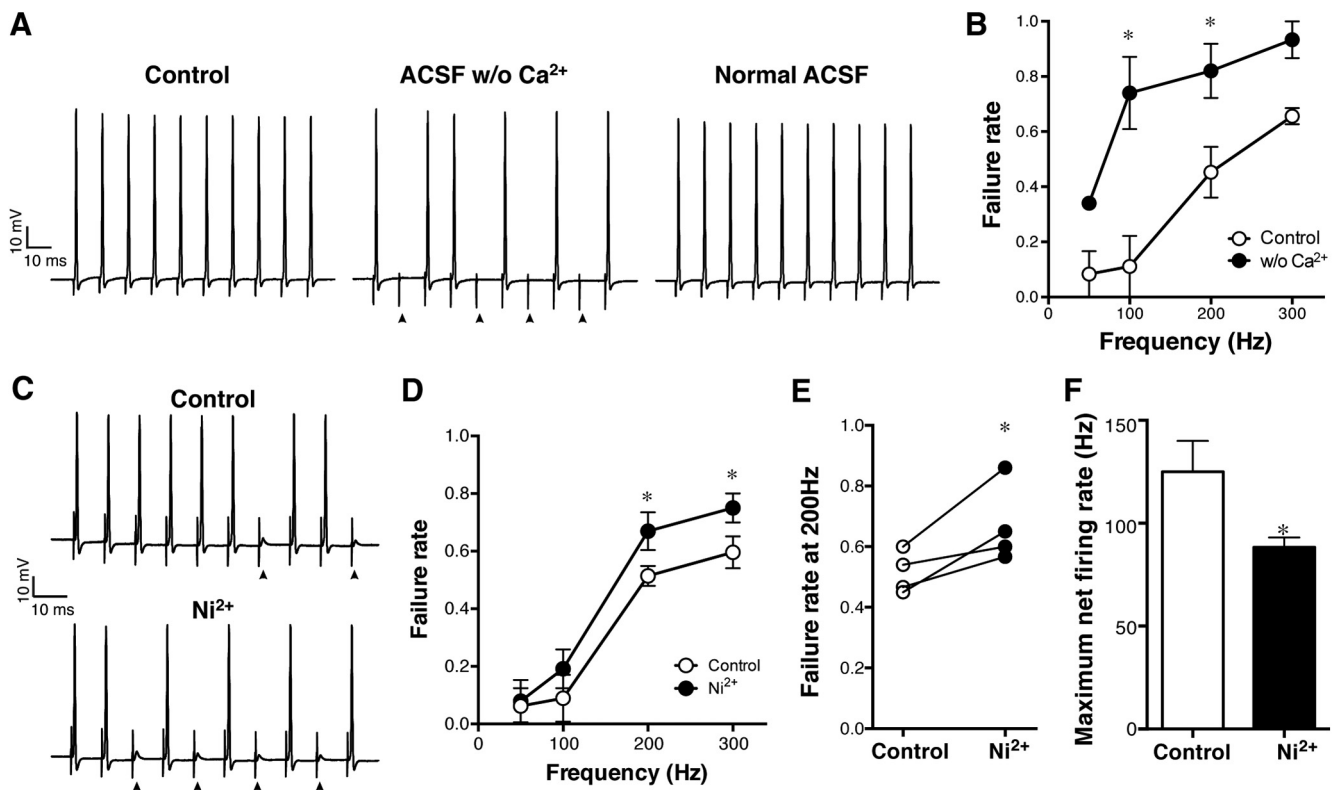 A
Control
ACSF w/o Ca²⁺
Normal ACSF
10 mV
10 ms
B
Failure rate
1.0
0.8
0.6
0.4
0.2
0.0
*
*
Control
w/o Ca²⁺
0
100
200
300
Frequency (Hz)
C
Control
10 mV
10 ms
Ni²⁺
D
Failure rate
1.0
0.8
0.6
0.4
0.2
0.0
*
*
Control
Ni²⁺
0
100
200
300
Frequency (Hz)
E
Failure rate at 200Hz
1.0
0.8
0.6
0.4
0.2
0.0
*
Control
Ni²⁺
F
Maximum net firing rate (Hz)
150
100
50
0
*
Control
Ni²⁺